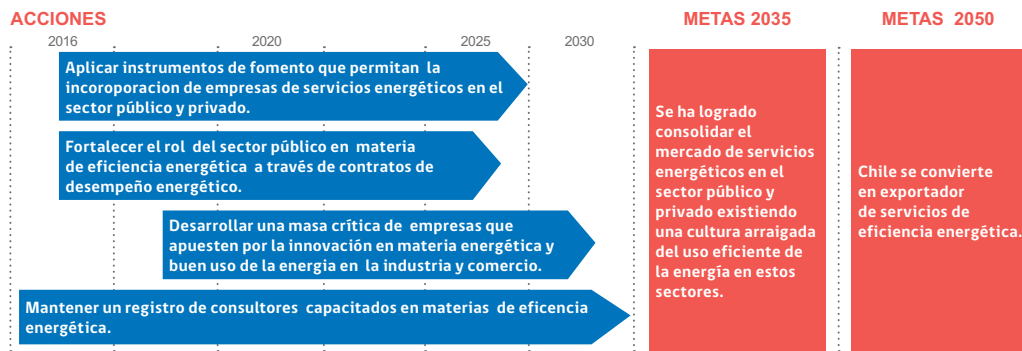 ACCIONES
METAS 2035
METAS 2050
2016
2020
2025
2030
Aplicar instrumentos de fomento que permitan la
incoroporacion de empresas de servicios energéticos en el
sector público y privado.
Fortalecer el rol del sector público en materia
de eficiencia energética a través de contratos de
desempeño energético.
Desarrollar una masa crítica de empresas que
apuesten por la innovación en materia energética y
buen uso de la energia en la industria y comercio.
Mantener un registro de consultores capacitados en materias de eficencia
energética.
Se ha logrado
consolidar el
mercado de servicios
energéticos en el
sector público y
privado existiendo
una cultura arraigada
del uso eficiente de
la energía en estos
sectores.
Chile se convierte
en exportador
de servicios de
eficiencia energética.